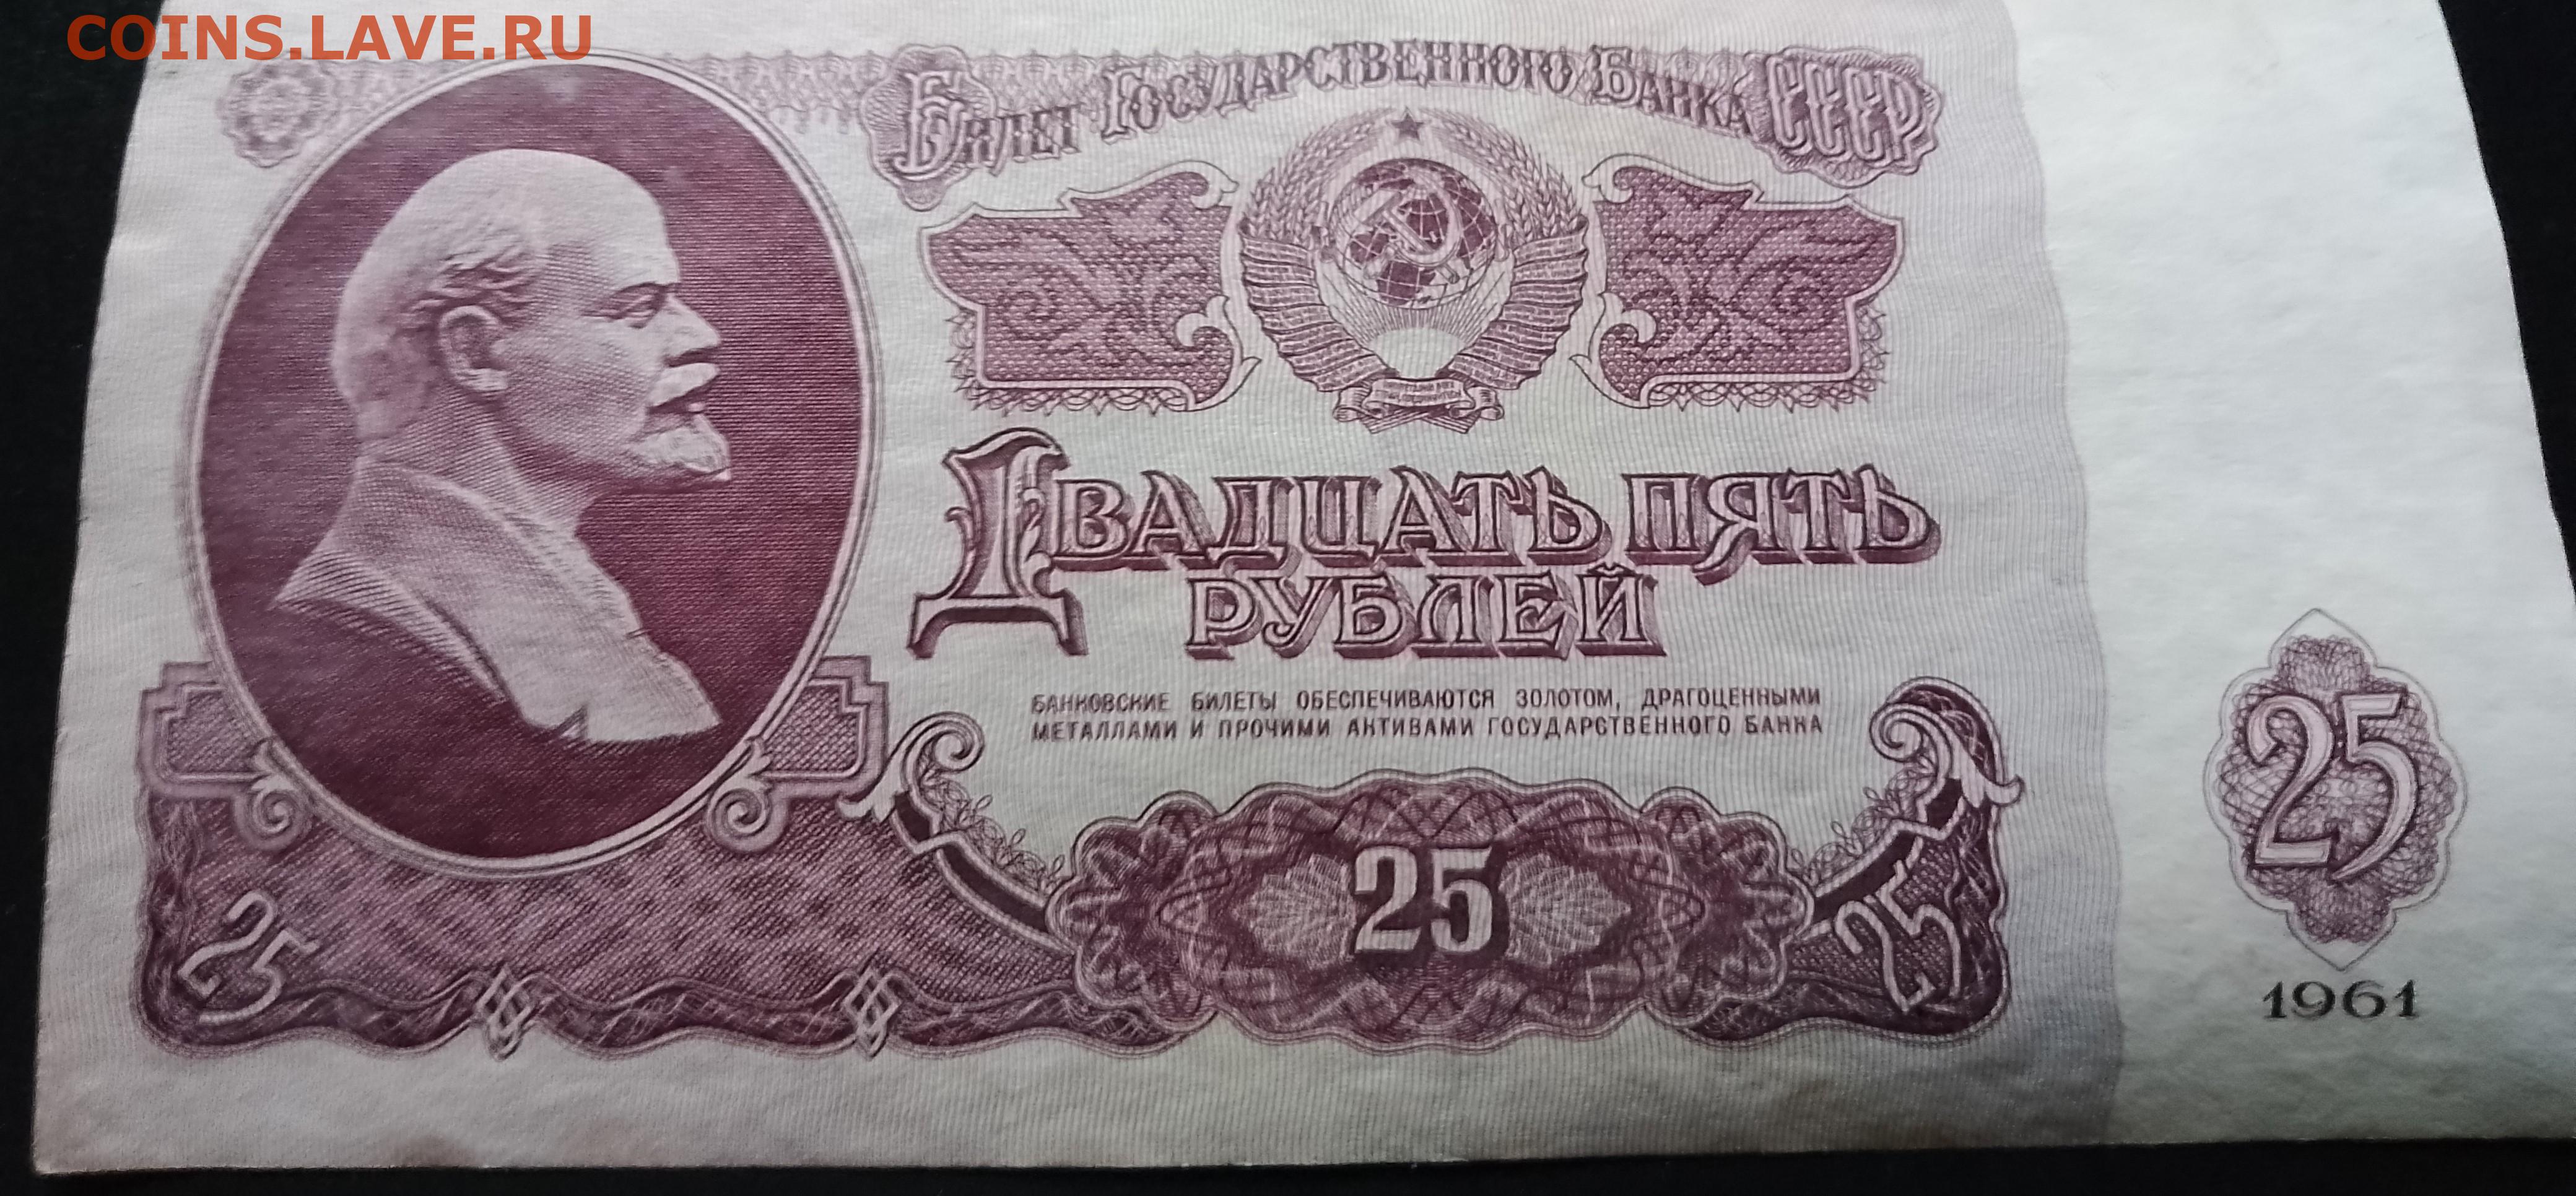 COINS.LAVE.RU
Билет Государственного Банка СССР
ДВАДЦАТЬ ПЯТЬ
РУБЛЕЙ
БАНКОВСКИЕ БИЛЕТЫ ОБЕСПЕЧИВАЮТСЯ ЗОЛОТОМ, ДРАГОЦЕННЫМИ
МЕТАЛЛАМИ И ПРОЧИМИ АКТИВАМИ ГОСУДАРСТВЕННОГО БАНКА
25
25
25
25
1961